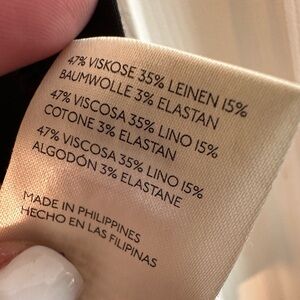 47% VISKOSE 35% LEINEN 15%
BAUMWOLLE 3% ELASTAN
47% VISCOSA 35% LINO 15%
COTONE 3% ELASTAN
47% VISCOSA 35% LINO 15%
ALGODÓN 3% ELASTANE
MADE IN PHILIPPINES
HECHO EN LAS FILIPINAS